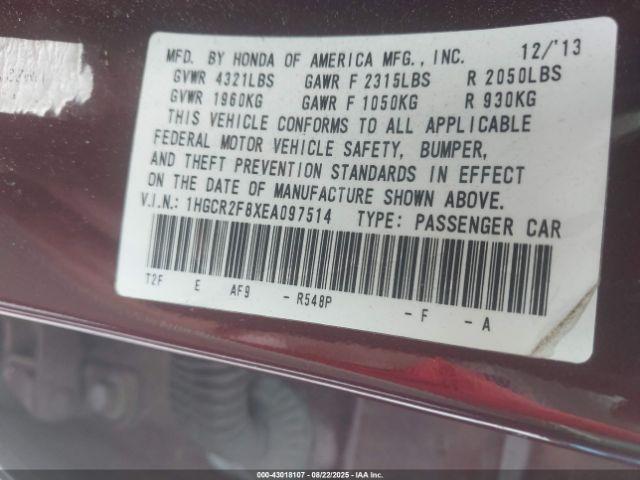 MFD. BY HONDA OF AMERICA MFG., INC. 12/'13
GVWR 4321LBS GAWR F 2315LBS R 2050LBS
GVWR 1960KG GAWR F 1050KG R 930KG
THIS VEHICLE CONFORMS TO ALL APPLICABLE
FEDERAL MOTOR VEHICLE SAFETY, BUMPER,
AND THEFT PREVENTION STANDARDS IN EFFECT
ON THE DATE OF MANUFACTURE SHOWN ABOVE.
V.I.N.: 1HGCR2F8XEA097514 TYPE: PASSENGER CAR
T2F E AF9 - R548P - F - A
000-43018107 - 08/22/2025 - IAA Inc.